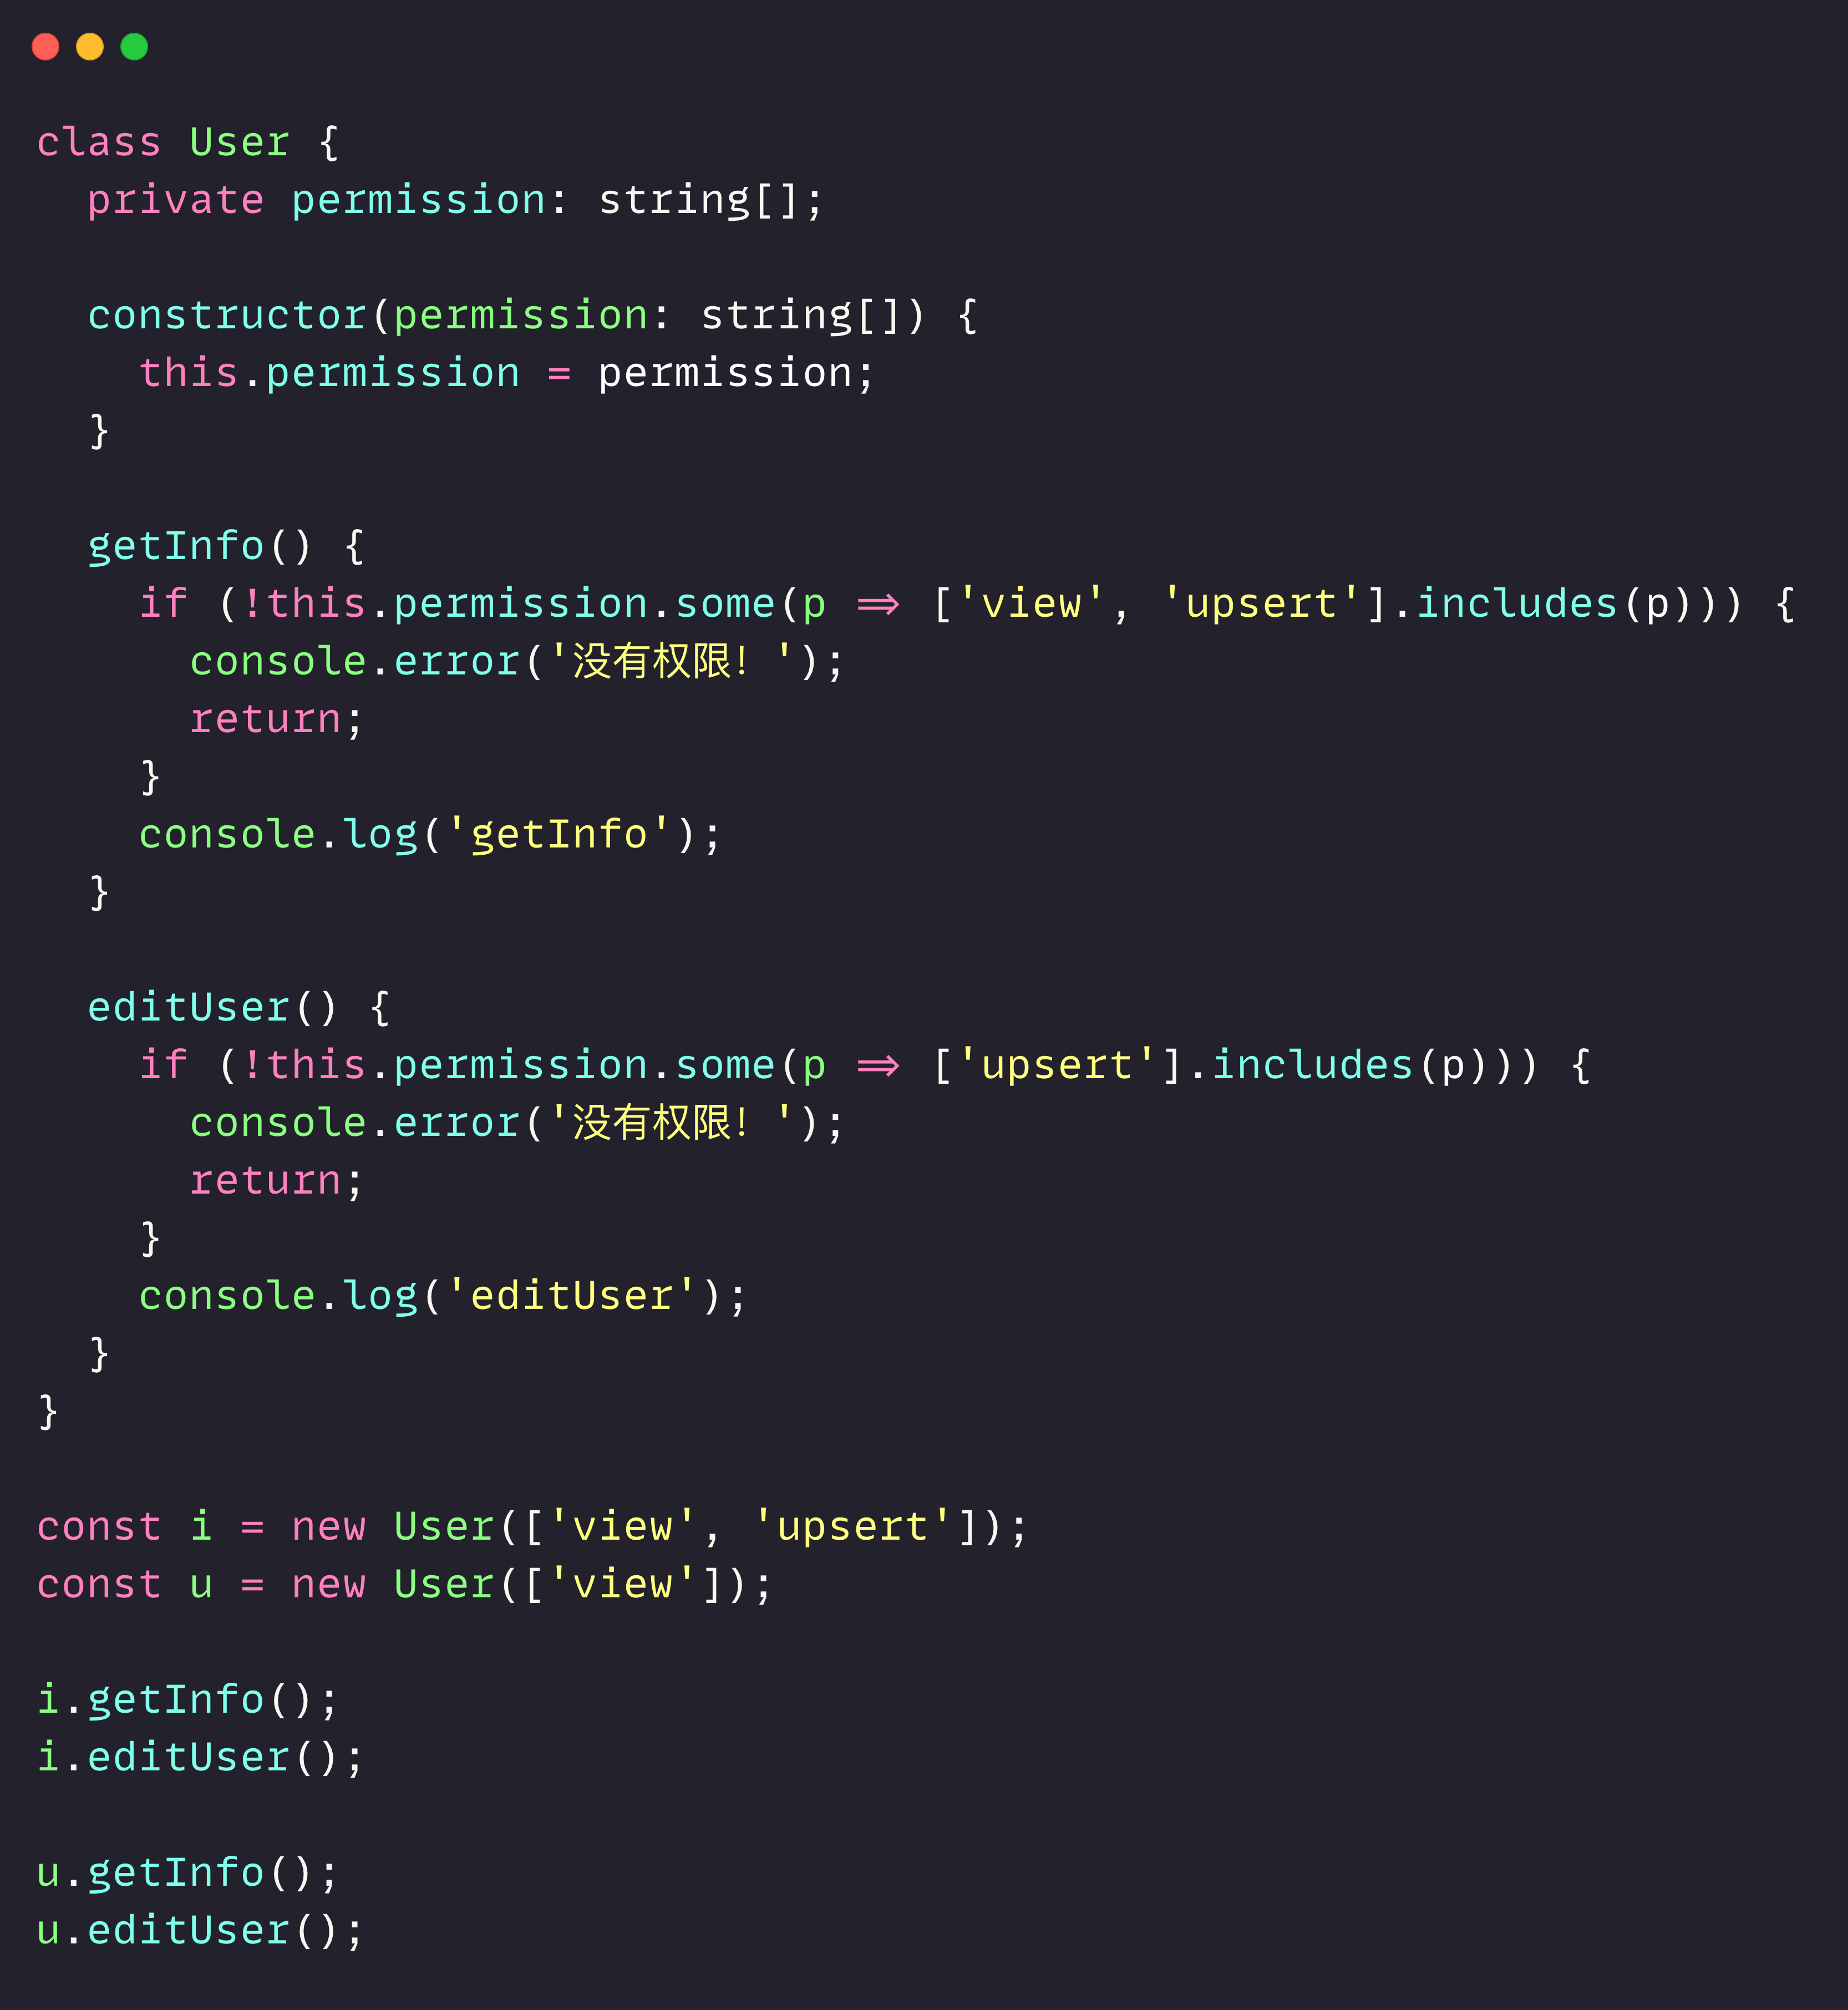 class User {
  private permission: string[];

  constructor(permission: string[]) {
    this.permission = permission;
  }

  getInfo() {
    if (!this.permission.some(p => ['view', 'upsert'].includes(p))) {
      console.error('没有权限！');
      return;
    }
    console.log('getInfo');
  }

  editUser() {
    if (!this.permission.some(p => ['upsert'].includes(p))) {
      console.error('没有权限！');
      return;
    }
    console.log('editUser');
  }
}

const i = new User(['view', 'upsert']);
const u = new User(['view']);

i.getInfo();
i.editUser();

u.getInfo();
u.editUser();